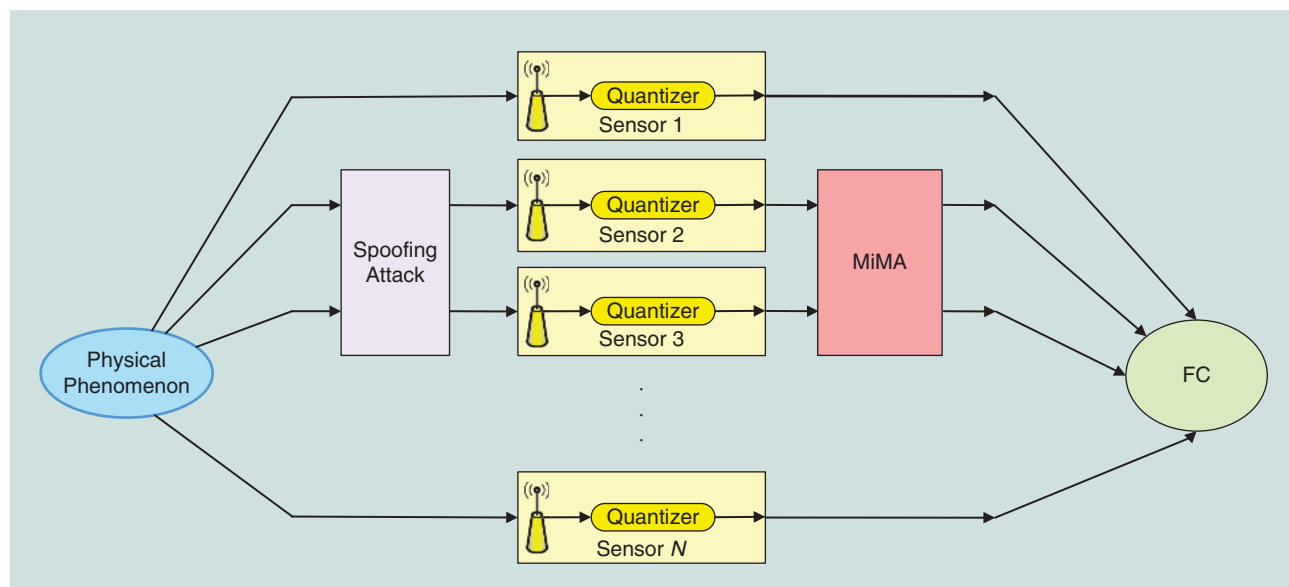 Quantizer
Sensor 1
Quantizer
Sensor 2
Spoofing
Attack
MiMA
Quantizer
Sensor 3
Physical
Phenomenon
FC
.
.
.
Quantizer
Sensor N